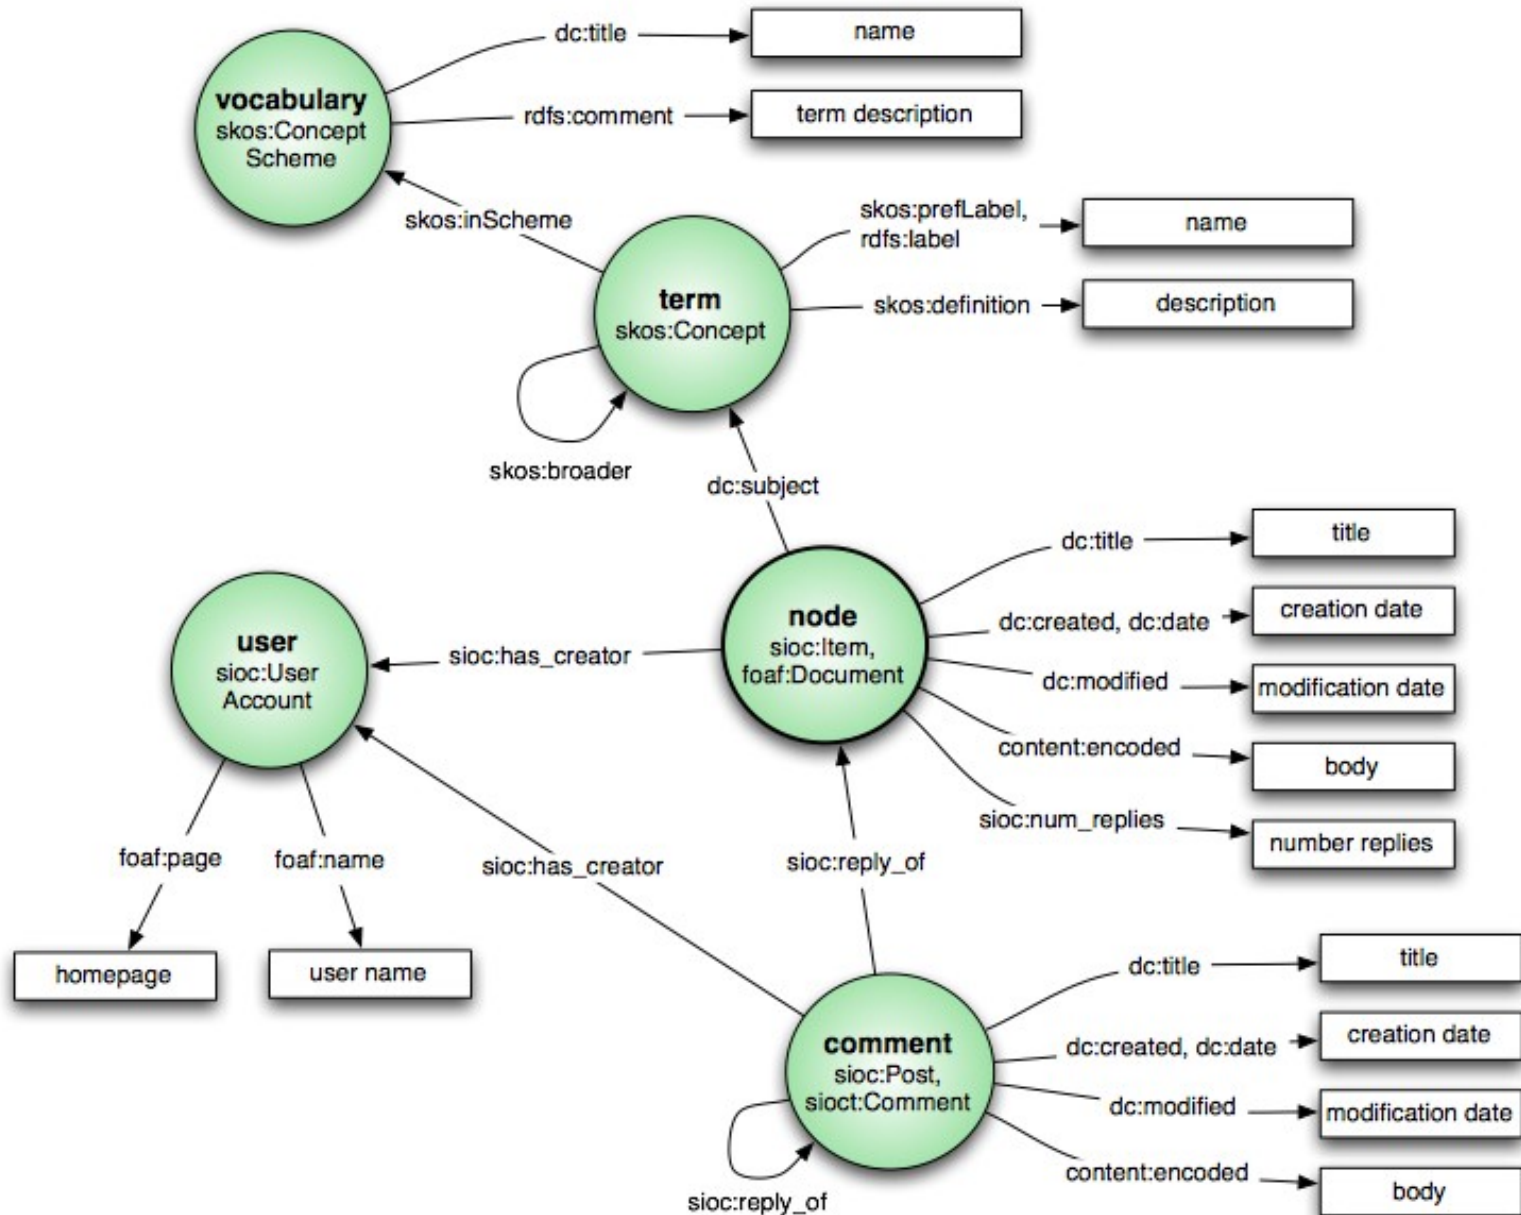 dc:title
name
vocabulary
skos:Concept
Scheme
rdfs:comment
term description
skos:inScheme
skos:prefLabel,
rdfs:label
name
term
skos:Concept
skos:definition
description
skos:broader
dc:subject
dc:title
title
node
sioc:Item,
foaf:Document
dc:created, dc:date
creation date
user
sioc:User
Account
sioc:has_creator
dc:modified
modification date
content:encoded
body
sioc:num_replies
number replies
foaf:page
foaf:name
sioc:has_creator
sioc:reply_of
homepage
user name
dc:title
title
comment
sioc:Post,
sioct:Comment
dc:created, dc:date
creation date
dc:modified
modification date
content:encoded
body
sioc:reply_of